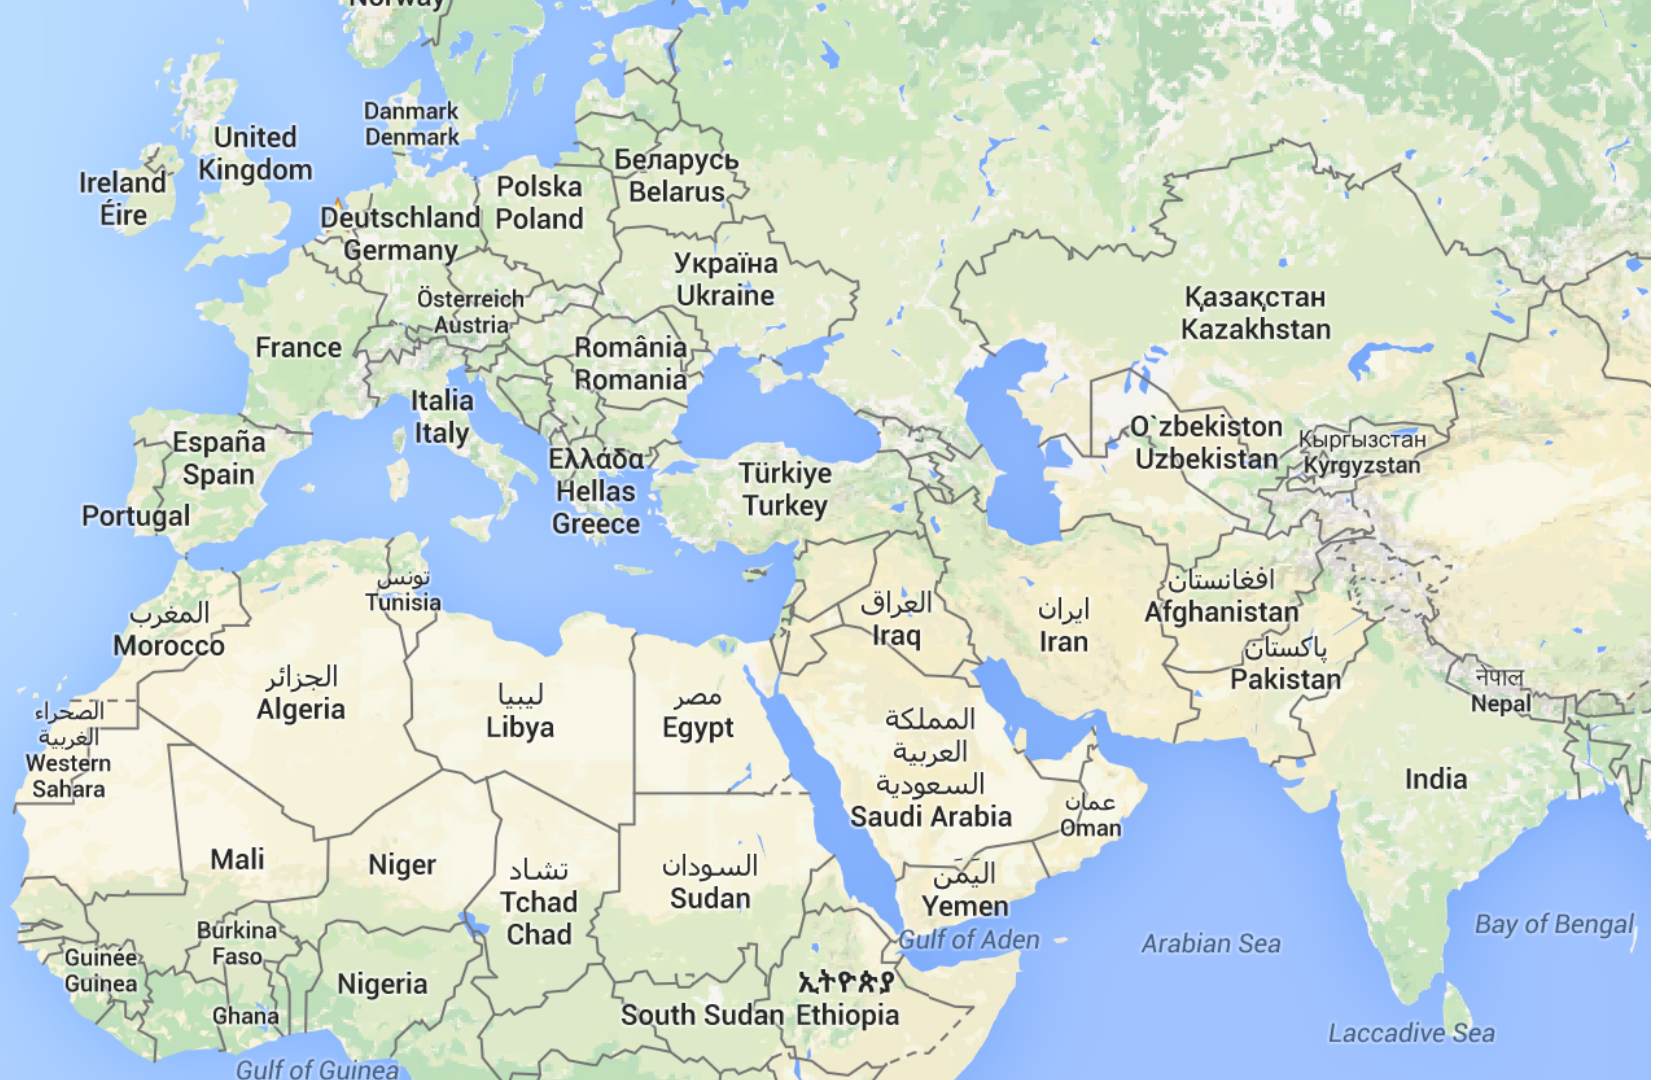 Norway
Danmark
Denmark
United
Kingdom
Ireland
Éire
Беларусь
Belarus
Polska
Poland
Deutschland
Germany
Україна
Ukraine
Österreich
Austria
Қазақстан
Kazakhstan
France
România
Romania
Italia
Italy
España
Spain
Portugal
Ελλάδα
Hellas
Greece
Türkiye
Turkey
O`zbekiston
Uzbekistan
Кыргызстан
Kyrgyzstan
تونس
Tunisia
المغرب
Morocco
العراق
Iraq
ايران
Iran
افغانستان
Afghanistan
پاکستان
Pakistan
नेपाल
Nepal
الجزائر
Algeria
ليبيا
Libya
مصر
Egypt
الصحراء
الغربية
Western
Sahara
المملكة
العربية
السعودية
Saudi Arabia
عمان
Oman
India
Mali
Niger
تشاد
Tchad
Chad
السودان
Sudan
اليَمَن
Yemen
Gulf of Aden
Arabian Sea
Bay of Bengal
Burkina
Faso
Guinée
Guinea
Nigeria
Ghana
South Sudan
ኢትዮጵያ
Ethiopia
Laccadive Sea
Gulf of Guinea